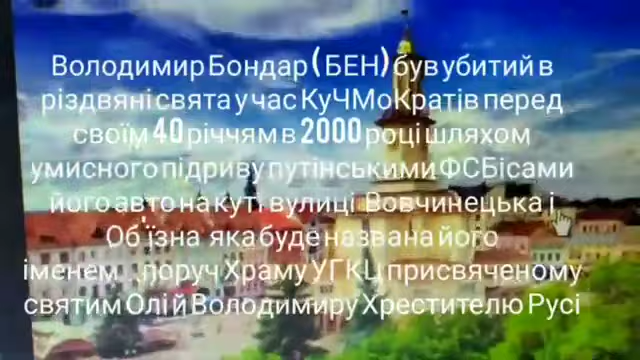 Володимир Бондар ( БЕН) був убитий в
різдвяні свята у час КуЧМоКратів перед
своїм 40 річчям в 2000 році шляхом
умисного підриву путінськими ФСБісами
його авто на куті вулиці Вовчинецька і
Об'їзна яка буде названа його
іменем , поруч Храму УГКЦ присвяченому
святим Олі й Володимиру Хрестителю Русі